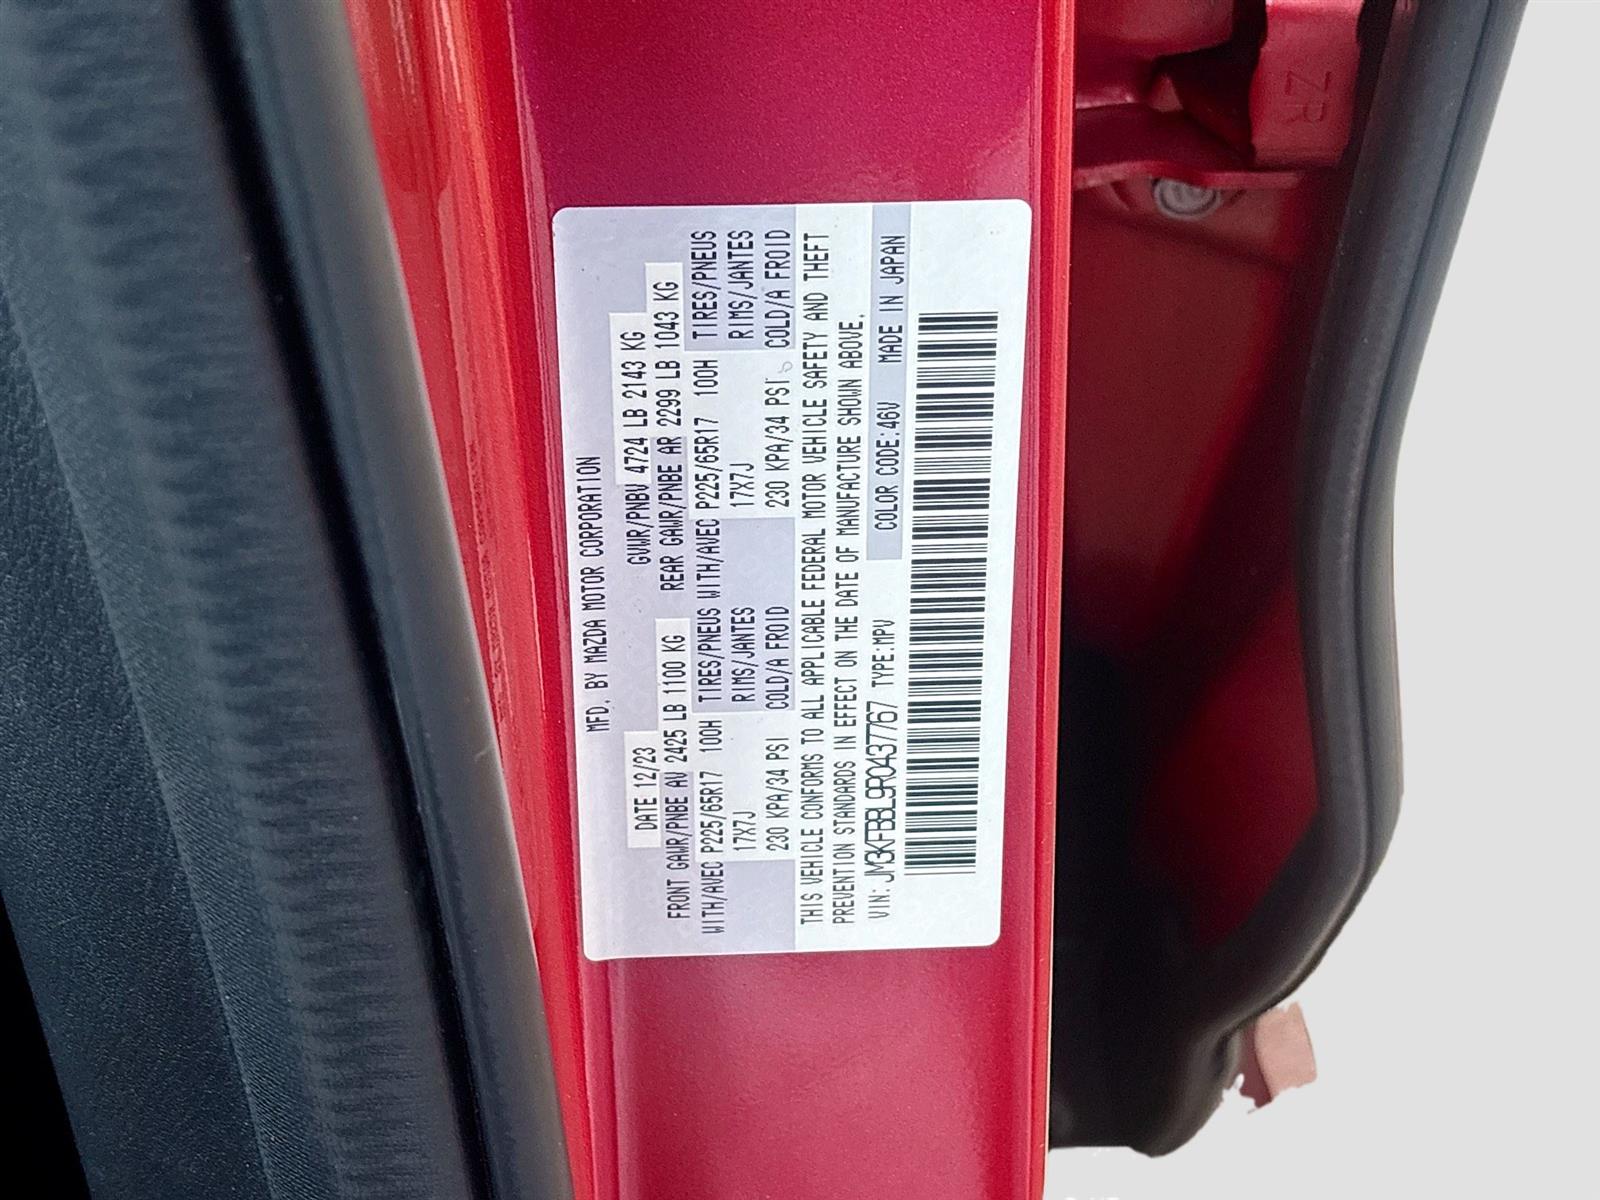 MFD. BY MAZDA MOTOR CORPORATION
DATE 12/23 GVWR/PNBV 4724 LB 2143 KG
FRONT GAWR/PNBE AV 2425 LB 1100 KG REAR GAWR/PNBE AR 2299 LB 1043 KG
WITH/AVEC P225/65R17 100H TIRES/PNEUS WITH/AVEC P225/65R17 100H TIRES/PNEUS
17X7J RIMS/JANTES 17X7J RIMS/JANTES
230 KPA/34 PSI COLD/A FROID 230 KPA/34 PSI COLD/A FROID
THIS VEHICLE CONFORMS TO ALL APPLICABLE FEDERAL MOTOR VEHICLE SAFETY AND THEFT
PREVENTION STANDARDS IN EFFECT ON THE DATE OF MANUFACTURE SHOWN ABOVE.
VIN: JM3KFBBL9R0437767 TYPE:MPV COLOR CODE:46V MADE IN JAPAN
ZR